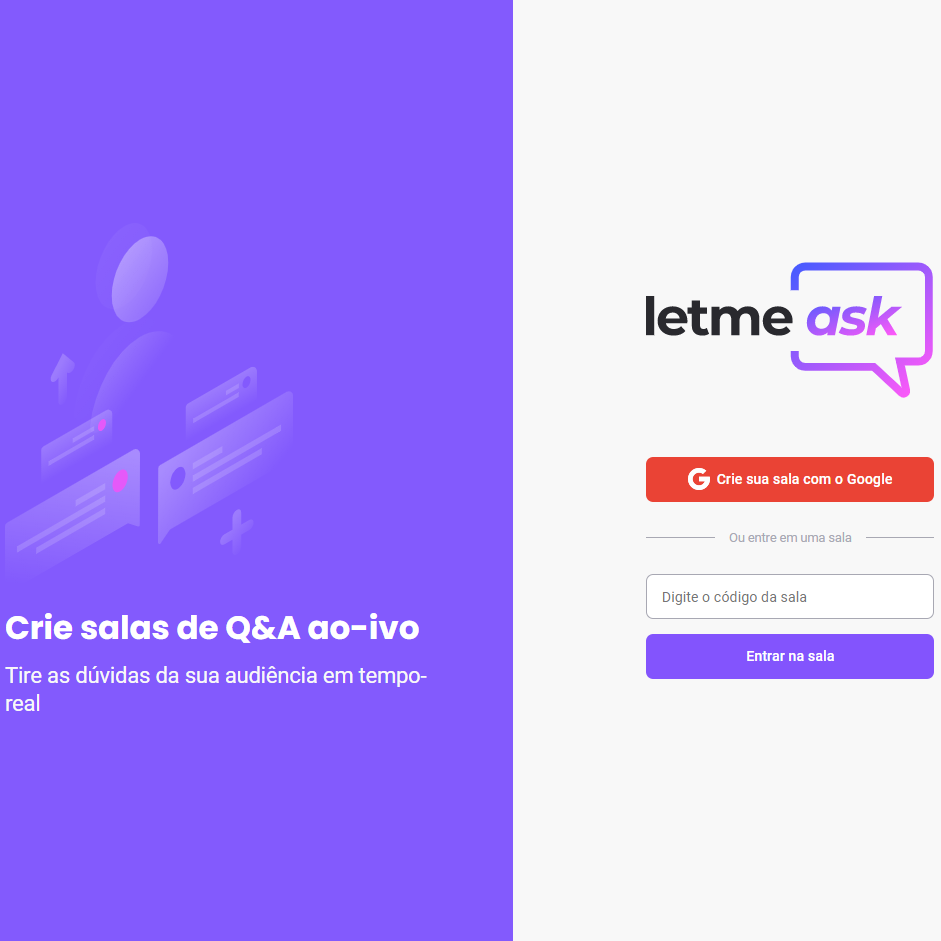 Crie salas de Q&A ao-ivo
Tire as dúvidas da sua audiência em tempo-
real
letme ask
Crie sua sala com o Google
Ou entre em uma sala
Digite o código da sala
Entrar na sala